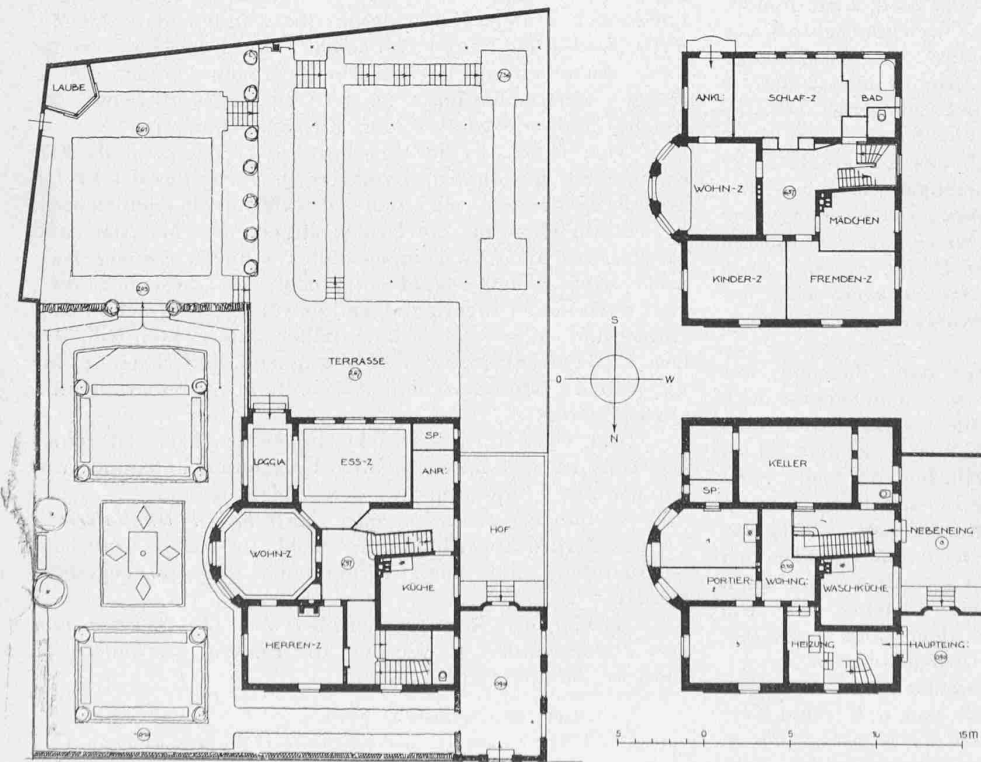 LAUBE
TERRASSE
LOGGIA
ESS-Z
SP:
ANR:
WOHN-Z
KÜCHE
HERREN-Z
HOF
S
O
W
N
ANKL:
SCHLAF-Z
BAD
WOHN-Z
MÄDCHEN
KINDER-Z
FREMDEN-Z
KELLER
SP:
NEBENEING:
PORTIER-
WOHNG:
WASCHKÜCHE
HEIZUNG
HAUPTEING:
5 0 5 10 15 m